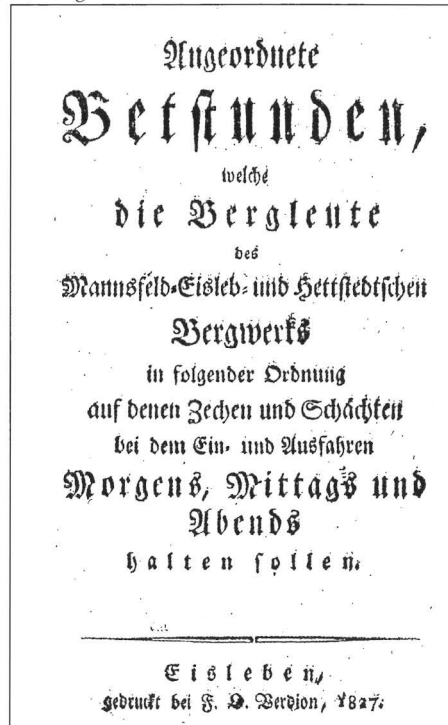 Angeordnete
Betstunden,
welche
die Bergleute
des
Mannsfeld-Eisleb- und Hettstedtschen
Bergwerks
in folgender Ordnung
auf denen Zechen und Schächten
bei dem Ein- und Ausfahren
Morgens, Mittags und
Abends
halten sollen.
Eisleben,
gedruckt bei F. D. Verdion, 1827.